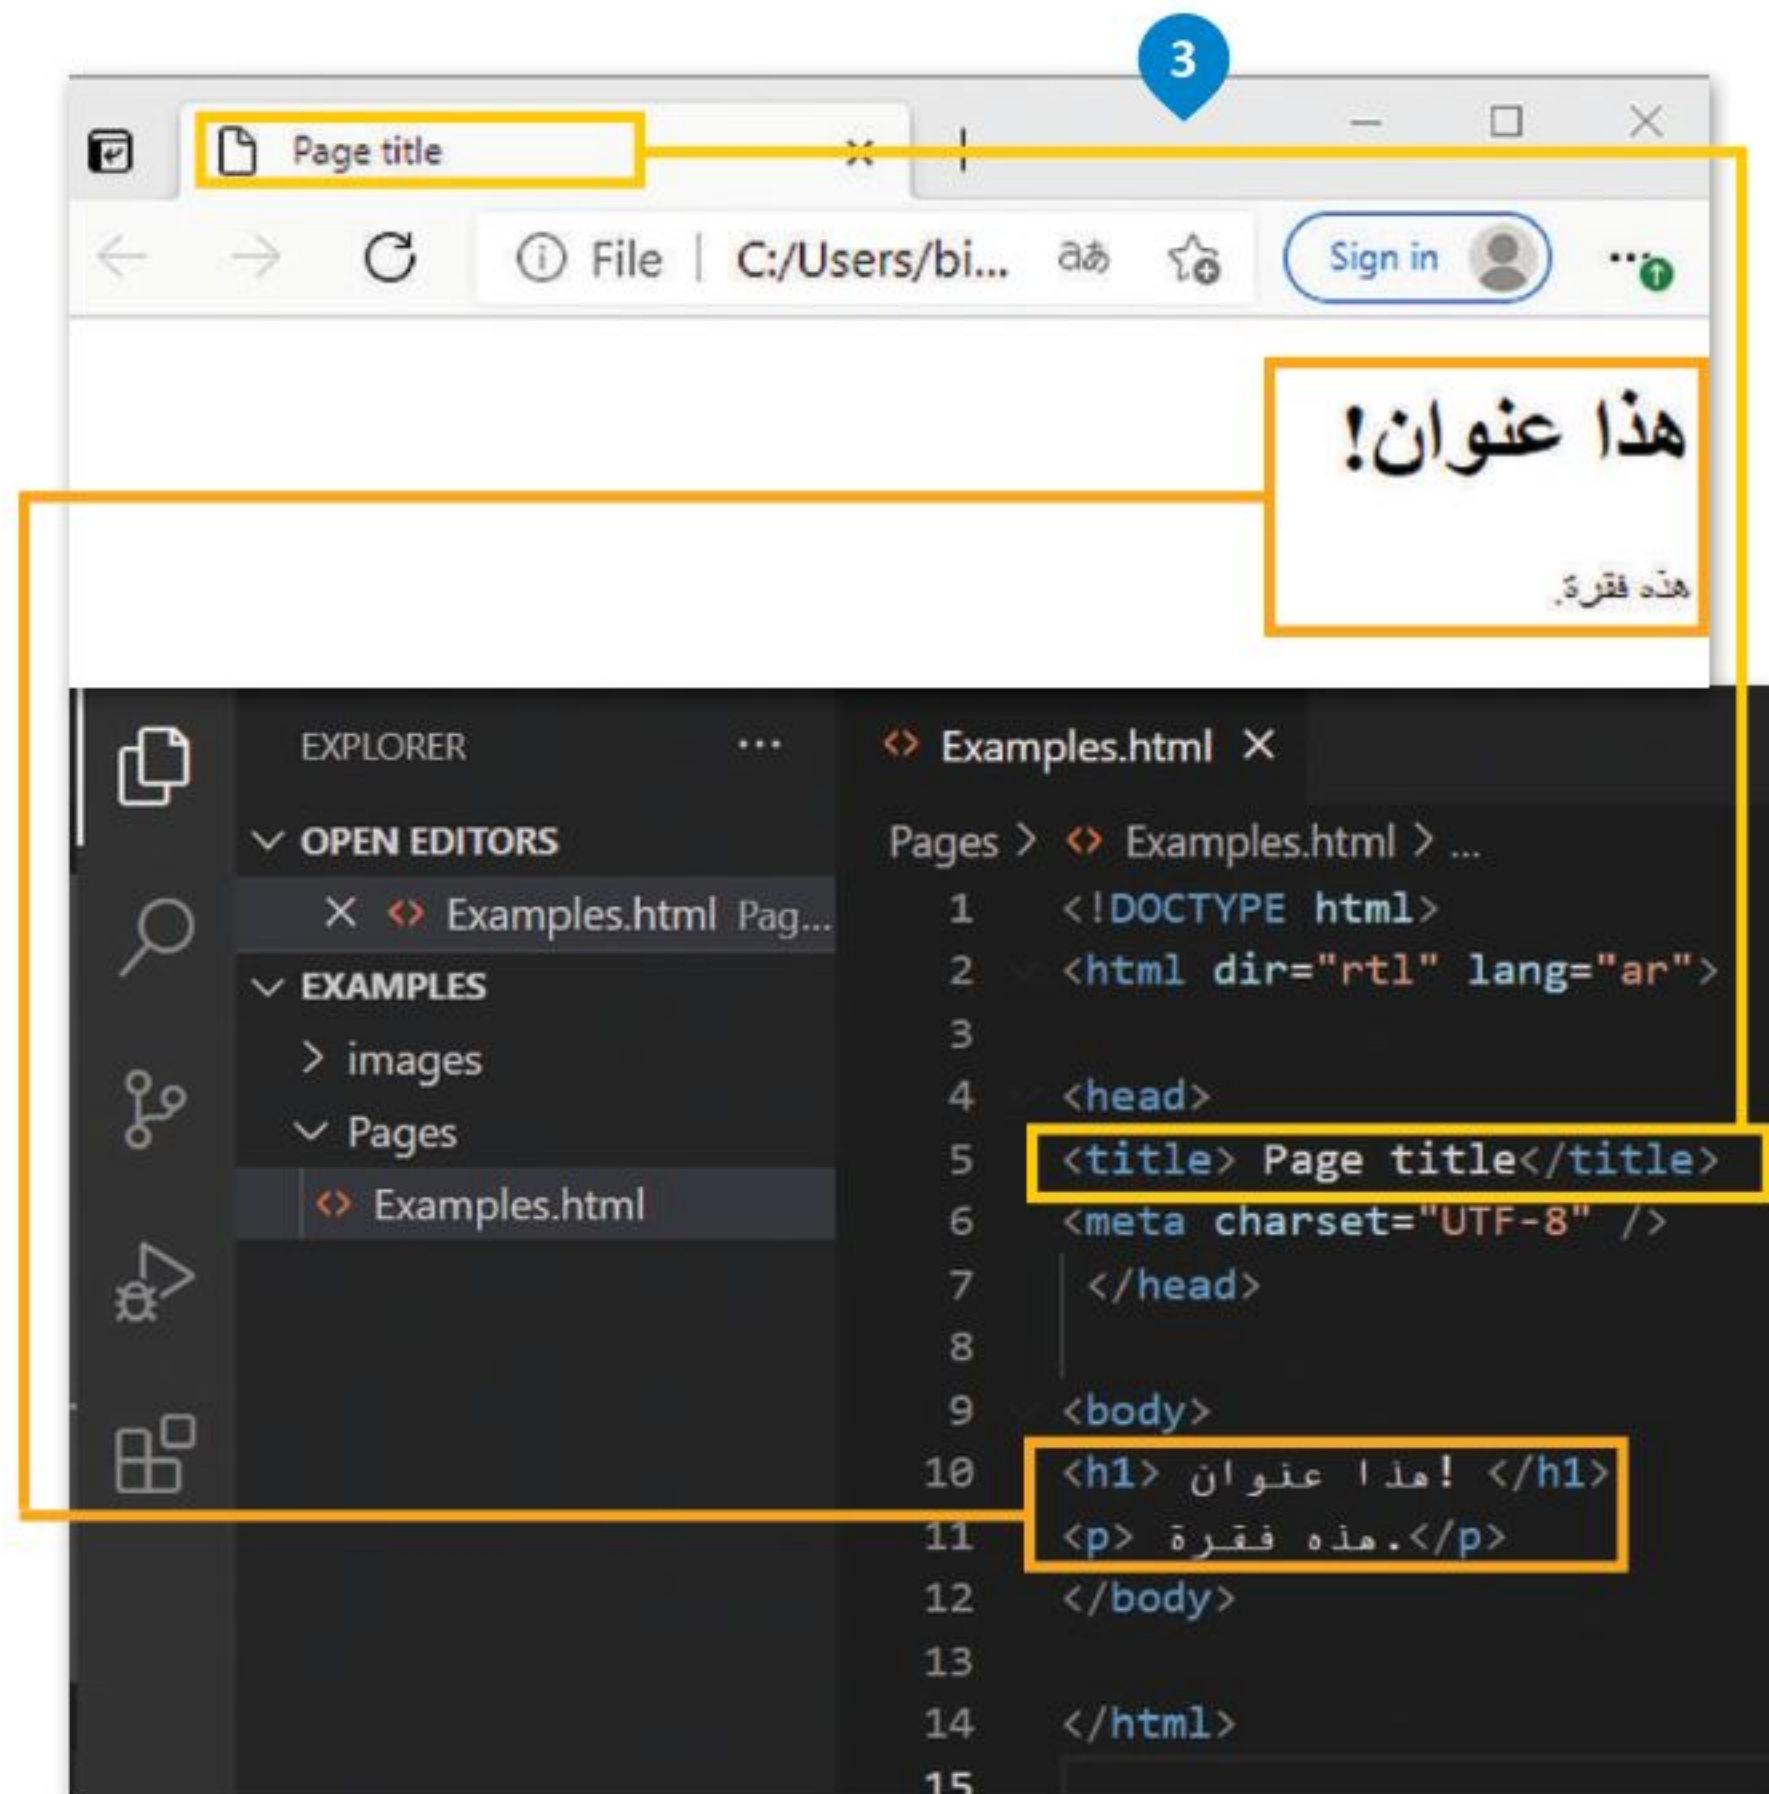 3
Page title
File | C:/Users/bi... aあ Sign in
هذا عنوان!
هذه فقرة.
EXPLORER ...
OPEN EDITORS
Examples.html Pag...
EXAMPLES
images
Pages
Examples.html
Examples.html
Pages > Examples.html > ...
1 <!DOCTYPE html>
2 <html dir="rtl" lang="ar">
3
4 <head>
5 <title> Page title</title>
6 <meta charset="UTF-8" />
7 </head>
8
9 <body>
10 <h1> هذا عنوان! </h1>
11 <p> هذه فقرة.</p>
12 </body>
13
14 </html>
15